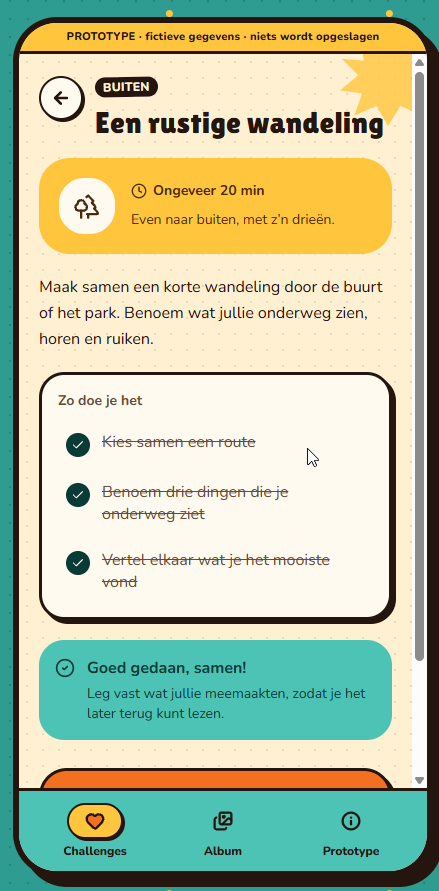 PROTOTYPE · fictieve gegevens · niets wordt opgeslagen
BUITEN
Een rustige wandeling
Ongeveer 20 min
Even naar buiten, met z'n drieën.
Maak samen een korte wandeling door de buurt
of het park. Benoem wat jullie onderweg zien,
horen en ruiken.
Zo doe je het
Kies samen een route
Benoem drie dingen die je
onderweg ziet
Vertel elkaar wat je het mooiste
vond
Goed gedaan, samen!
Leg vast wat jullie meemaakten, zodat je het
later terug kunt lezen.
Challenges
Album
Prototype